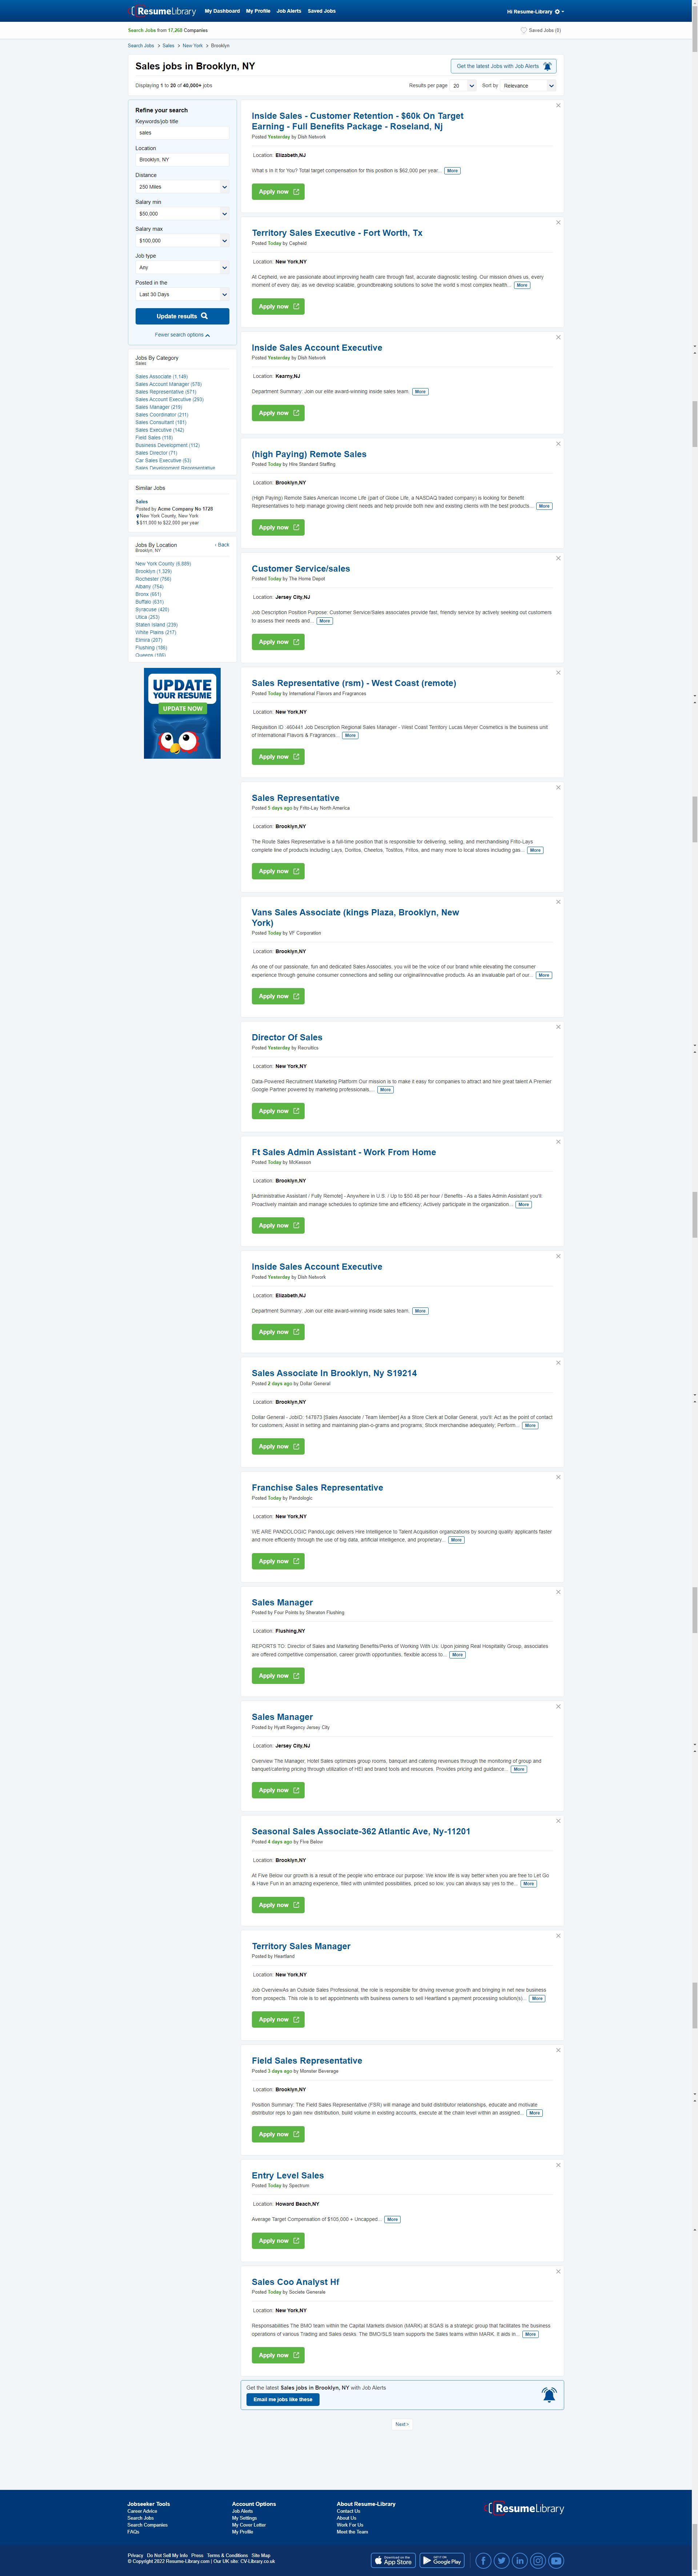 ResumeLibrary My Dashboard My Profile Job Alerts Saved Jobs Hi Resume-Library
Search Jobs from 17,260 Companies Saved Jobs (0)
Search Jobs > Sales > New York > Brooklyn
Sales jobs in Brooklyn, NY Get the latest Jobs with Job Alerts
Displaying 1 to 20 of 40,000+ jobs Results per page 20 Sort by Relevance
Refine your search
Keywords/job title
sales
Location
Brooklyn, NY
Distance
250 Miles
Salary min
$50,000
Salary max
$100,000
Job type
Any
Posted in the
Last 30 Days
Update results
Fewer search options
Jobs By Category
Sales
Sales Associate (1,149)
Sales Account Manager (578)
Sales Representative (571)
Sales Account Executive (293)
Sales Manager (219)
Sales Coordinator (211)
Sales Consultant (181)
Sales Executive (142)
Field Sales (118)
Business Development (112)
Sales Director (71)
Car Sales Executive (53)
Sales Development Representative
Similar Jobs
Sales
Posted by Acme Company No 1728
New York County, New York
$11,000 to $22,000 per year
Jobs By Location ‹ Back
Brooklyn, NY
New York County (6,889)
Brooklyn (1,329)
Rochester (756)
Albany (754)
Bronx (651)
Buffalo (631)
Syracuse (420)
Utica (253)
Staten Island (239)
White Plains (217)
Elmira (207)
Flushing (186)
Queens
UPDATE
YOUR RESUME
UPDATE NOW
Inside Sales - Customer Retention - $60k On Target
Earning - Full Benefits Package - Roseland, Nj
Posted Yesterday by Dish Network
Location: Elizabeth,NJ
What s In It for You? Total target compensation for this position is $62,000 per year... More
Apply now
Territory Sales Executive - Fort Worth, Tx
Posted Today by Cepheid
Location: New York,NY
At Cepheid, we are passionate about improving health care through fast, accurate diagnostic testing. Our mission drives us, every
moment of every day, as we develop scalable, groundbreaking solutions to solve the world s most complex health... More
Apply now
Inside Sales Account Executive
Posted Yesterday by Dish Network
Location: Kearny,NJ
Department Summary: Join our elite award-winning inside sales team. More
Apply now
(high Paying) Remote Sales
Posted Today by Hire Standard Staffing
Location: Brooklyn,NY
(High Paying) Remote Sales American Income Life (part of Globe Life, a NASDAQ traded company) is looking for Benefit
Representatives to help manage growing client needs and help provide both new and existing clients with the best products... More
Apply now
Customer Service/sales
Posted Today by The Home Depot
Location: Jersey City,NJ
Job Description Position Purpose: Customer Service/Sales associates provide fast, friendly service by actively seeking out customers
to assess their needs and... More
Apply now
Sales Representative (rsm) - West Coast (remote)
Posted Today by International Flavors and Fragrances
Location: New York,NY
Requisition ID :460441 Job Description Regional Sales Manager - West Coast Territory Lucas Meyer Cosmetics is the business unit
of International Flavors & Fragrances... More
Apply now
Sales Representative
Posted 5 days ago by Frito-Lay North America
Location: Brooklyn,NY
The Route Sales Representative is a full-time position that is responsible for delivering, selling, and merchandising Frito-Lays
complete line of products including Lays, Doritos, Cheetos, Tostitos, Fritos, and many more to local stores including gas... More
Apply now
Vans Sales Associate (kings Plaza, Brooklyn, New
York)
Posted Today by VF Corporation
Location: Brooklyn,NY
As one of our passionate, fun and dedicated Sales Associates, you will be the voice of our brand while elevating the consumer
experience through genuine consumer connections and selling our original/innovative products. As an invaluable part of our... More
Apply now
Director Of Sales
Posted Yesterday by Recruitics
Location: New York,NY
Data-Powered Recruitment Marketing Platform Our mission is to make it easy for companies to attract and hire great talent A Premier
Google Partner powered by marketing professionals,... More
Apply now
Ft Sales Admin Assistant - Work From Home
Posted Today by McKesson
Location: Brooklyn,NY
[Administrative Assistant / Fully Remote] - Anywhere in U.S. / Up to $50.48 per hour / Benefits - As a Sales Admin Assistant you'll:
Proactively maintain and manage schedules to optimize time and efficiency; Actively participate in the organization... More
Apply now
Inside Sales Account Executive
Posted Yesterday by Dish Network
Location: Elizabeth,NJ
Department Summary: Join our elite award-winning inside sales team. More
Apply now
Sales Associate In Brooklyn, Ny S19214
Posted 2 days ago by Dollar General
Location: Brooklyn,NY
Dollar General - JobID: 147873 [Sales Associate / Team Member] As a Store Clerk at Dollar General, you'll: Act as the point of contact
for customers; Assist in setting and maintaining plan-o-grams and programs; Stock merchandise adequately; Perform... More
Apply now
Franchise Sales Representative
Posted Today by Pandologic
Location: New York,NY
WE ARE PANDOLOGIC PandoLogic delivers Hire Intelligence to Talent Acquisition organizations by sourcing quality applicants faster
and more efficiently through the use of big data, artificial intelligence, and proprietary... More
Apply now
Sales Manager
Posted by Four Points by Sheraton Flushing
Location: Flushing,NY
REPORTS TO: Director of Sales and Marketing Benefits/Perks of Working With Us: Upon joining Real Hospitality Group, associates
are offered competitive compensation, career growth opportunities, flexible access to... More
Apply now
Sales Manager
Posted by Hyatt Regency Jersey City
Location: Jersey City,NJ
Overview The Manager, Hotel Sales optimizes group rooms, banquet and catering revenues through the monitoring of group and
banquet/catering pricing through utilization of HEI and brand tools and resources. Provides pricing and guidance... More
Apply now
Seasonal Sales Associate-362 Atlantic Ave, Ny-11201
Posted 4 days ago by Five Below
Location: Brooklyn,NY
At Five Below our growth is a result of the people who embrace our purpose: We know life is way better when you are free to Let Go
& Have Fun in an amazing experience, filled with unlimited possibilities, priced so low, you can always say yes to the... More
Apply now
Territory Sales Manager
Posted by Heartland
Location: New York,NY
Job OverviewAs an Outside Sales Professional, the role is responsible for driving revenue growth and bringing in net new business
from prospects. This role is to set appointments with business owners to sell Heartland s payment processing solution(s)... More
Apply now
Field Sales Representative
Posted 3 days ago by Monster Beverage
Location: Brooklyn,NY
Position Summary: The Field Sales Representative (FSR) will manage and build distributor relationships, educate and motivate
distributor reps to gain new distribution, build volume in existing accounts, execute at the chain level within an assigned... More
Apply now
Entry Level Sales
Posted Today by Spectrum
Location: Howard Beach,NY
Average Target Compensation of $105,000 + Uncapped... More
Apply now
Sales Coo Analyst Hf
Posted Today by Societe Generale
Location: New York,NY
Responsabilities The BMO team within the Capital Markets division (MARK) at SGAS is a strategic group that facilitates the business
operations of various Trading and Sales desks. The BMO/SLS team supports the Sales teams within MARK. It aids in... More
Apply now
Get the latest Sales jobs in Brooklyn, NY with Job Alerts
Email me jobs like these
Next >
Jobseeker Tools Account Options About Resume-Library ResumeLibrary
Career Advice Job Alerts Contact Us
Search Jobs My Settings About Us
Search Companies My Cover Letter Work For Us
FAQs My Profile Meet the Team
Privacy Do Not Sell My Info Press Terms & Conditions Site Map
© Copyright 2022 Resume-Library.com | Our UK site: CV-Library.co.uk
Download on the App Store Google Play